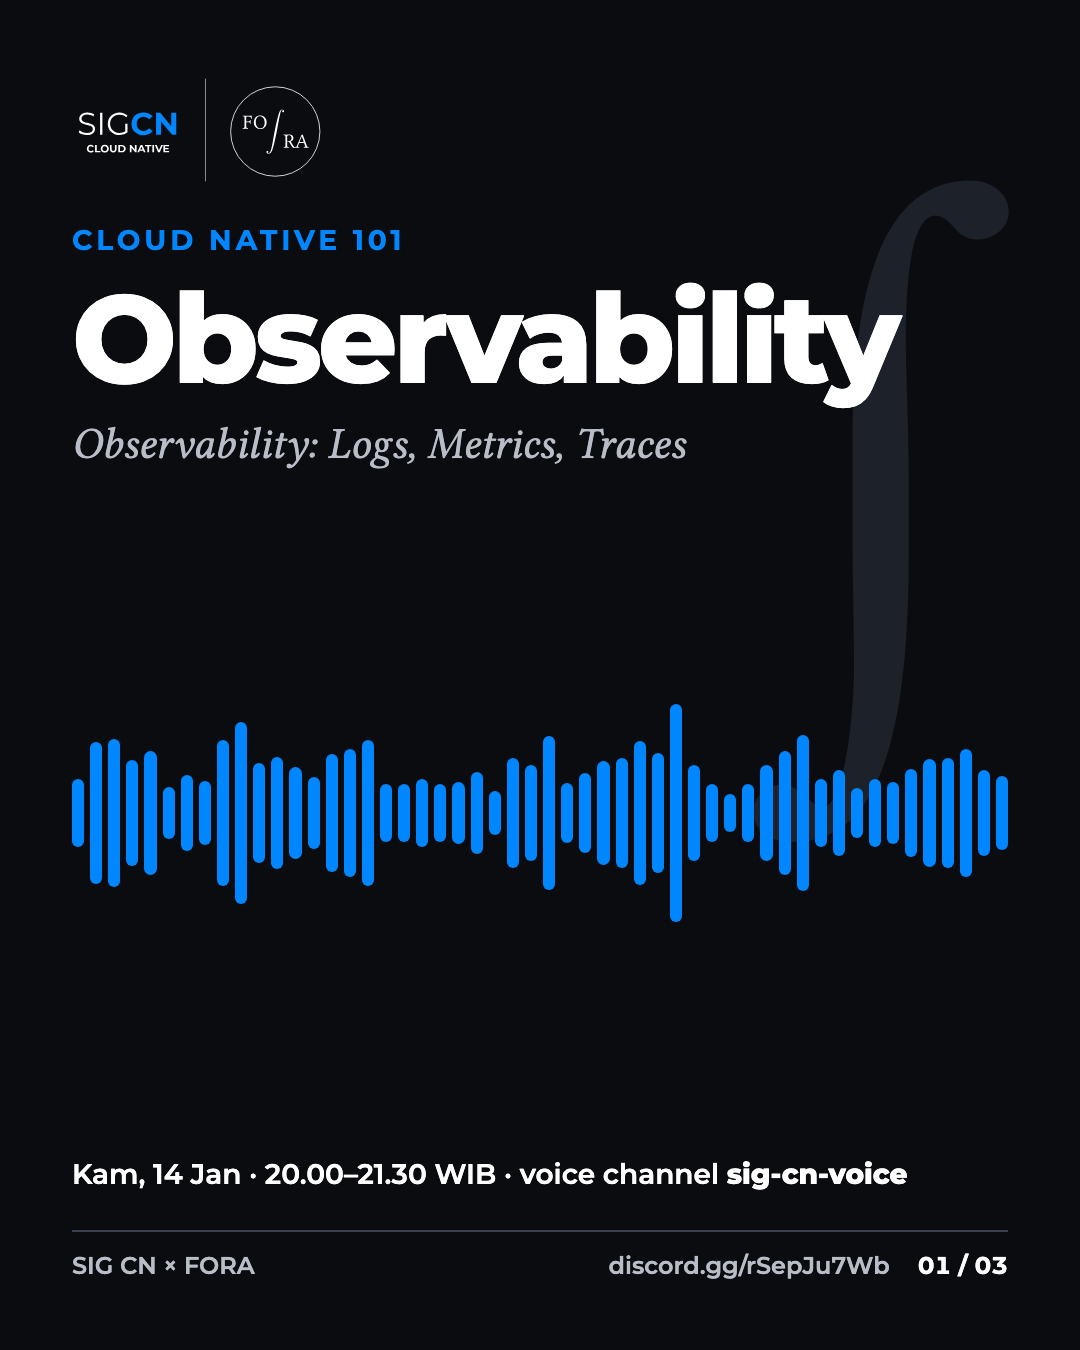 SIGCN
CLOUD NATIVE
FO RA
CLOUD NATIVE 101
Observability
Observability: Logs, Metrics, Traces
Kam, 14 Jan · 20.00–21.30 WIB · voice channel sig-cn-voice
SIG CN × FORA
discord.gg/rSepJu7Wb 01 / 03